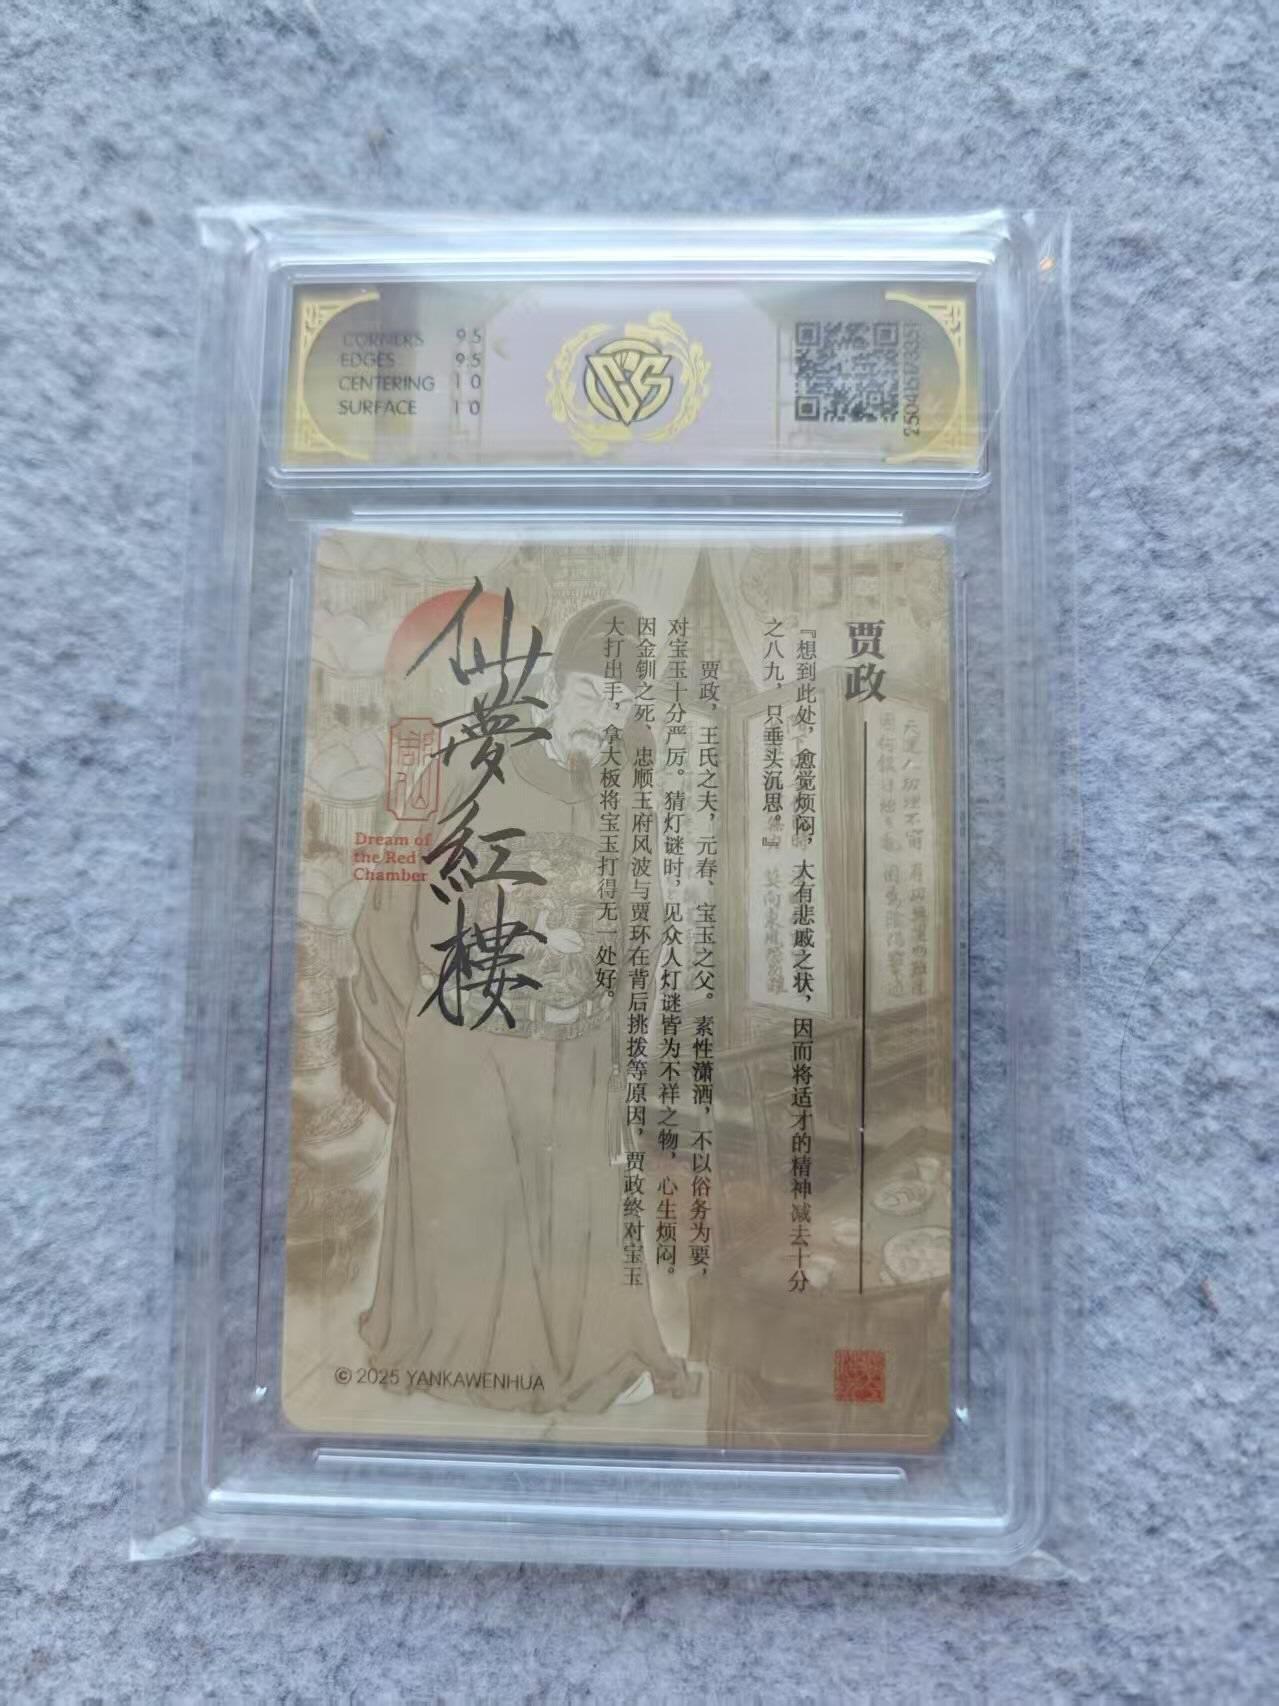 CORNERS 9.5
EDGES 9.5
CENTERING 10
SURFACE 10
CCS
贾政
『想到此处，愈觉烦闷，大有悲戚之状，因而将适才的精神减去十分
之八九，只垂头沉思。』
贾政，王氏之夫，元春、宝玉之父。素性潇洒，不以俗务为要，
对宝玉十分严厉。猜灯谜时，见众人灯谜皆为不祥之物，心生烦闷。
因金钏之死、忠顺王府风波与贾环在背后挑拨等原因，贾政终对宝玉
大打出手，拿大板将宝玉打得无一处好。
仙夢紅樓
Dream of
the Red
Chamber
© 2025 YANKAWENHUA